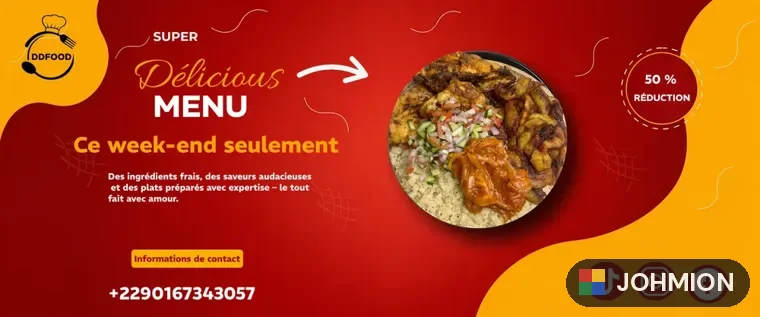 DDFOOD
SUPER
Délicious
MENU
Ce week-end seulement
Des ingrédients frais, des saveurs audacieuses
et des plats préparés avec expertise – le tout
fait avec amour.
Informations de contact
+2290167343057
50 %
RÉDUCTION
JOHMION